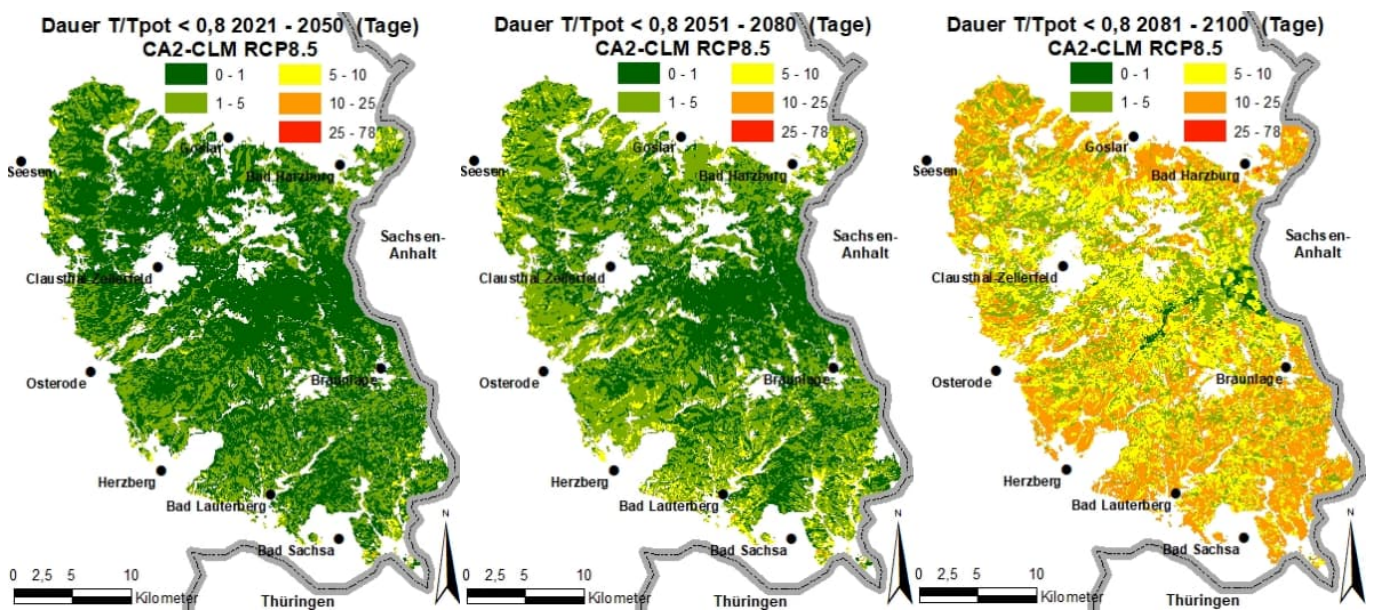 Dauer T/Tpot < 0,8 2021 - 2050 (Tage)
CA2-CLM RCP8.5
0 - 1
5 - 10
1 - 5
10 - 25
25 - 78
Goslar
Seesen
Bad Harzburg
Sachsen-
Anhalt
Clausthal-Zellerfeld
Osterode
Braunlage
Herzberg
Bad Lauterberg
Bad Sachsa
N
0 2,5 5 10
Kilometer
Thüringen
Dauer T/Tpot < 0,8 2051 - 2080 (Tage)
CA2-CLM RCP8.5
0 - 1
5 - 10
1 - 5
10 - 25
25 - 78
Goslar
Seesen
Bad Harzburg
Sachsen-
Anhalt
Clausthal-Zellerfeld
Osterode
Braunlage
Herzberg
Bad Lauterberg
Bad Sachsa
N
0 2,5 5 10
Kilometer
Thüringen
Dauer T/Tpot < 0,8 2081 - 2100 (Tage)
CA2-CLM RCP8.5
0 - 1
5 - 10
1 - 5
10 - 25
25 - 78
Goslar
Seesen
Bad Harzburg
Sachsen-
Anhalt
Clausthal-Zellerfeld
Osterode
Braunlage
Herzberg
Bad Lauterberg
Bad Sachsa
N
0 2,5 5 10
Kilometer
Thüringen